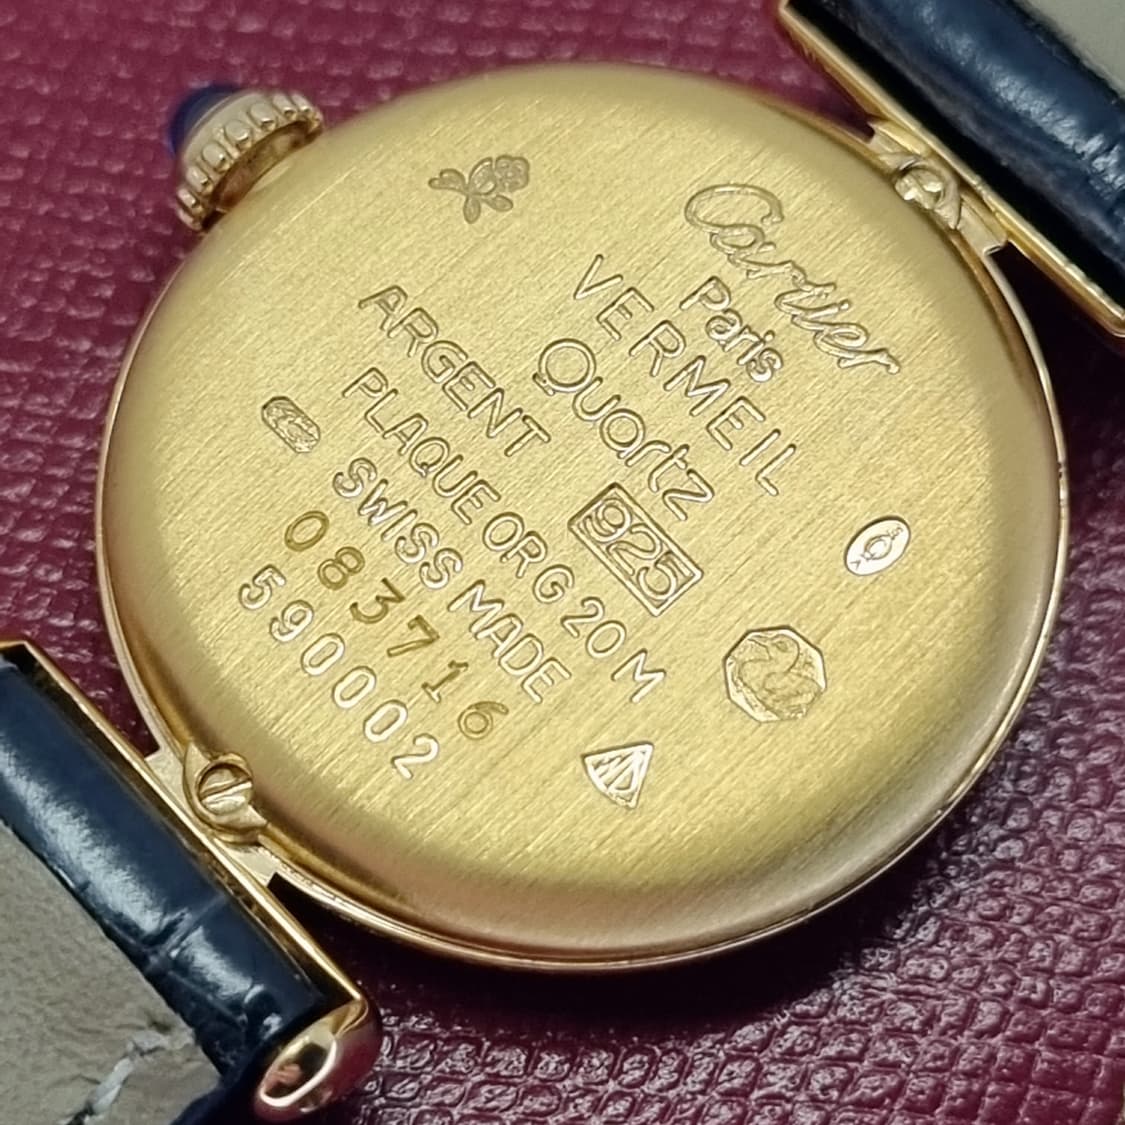 Cartier
Paris
VERMEIL
Quartz
925
ARGENT
PLAQUE OR G 20 M
SWISS MADE
083716
590002